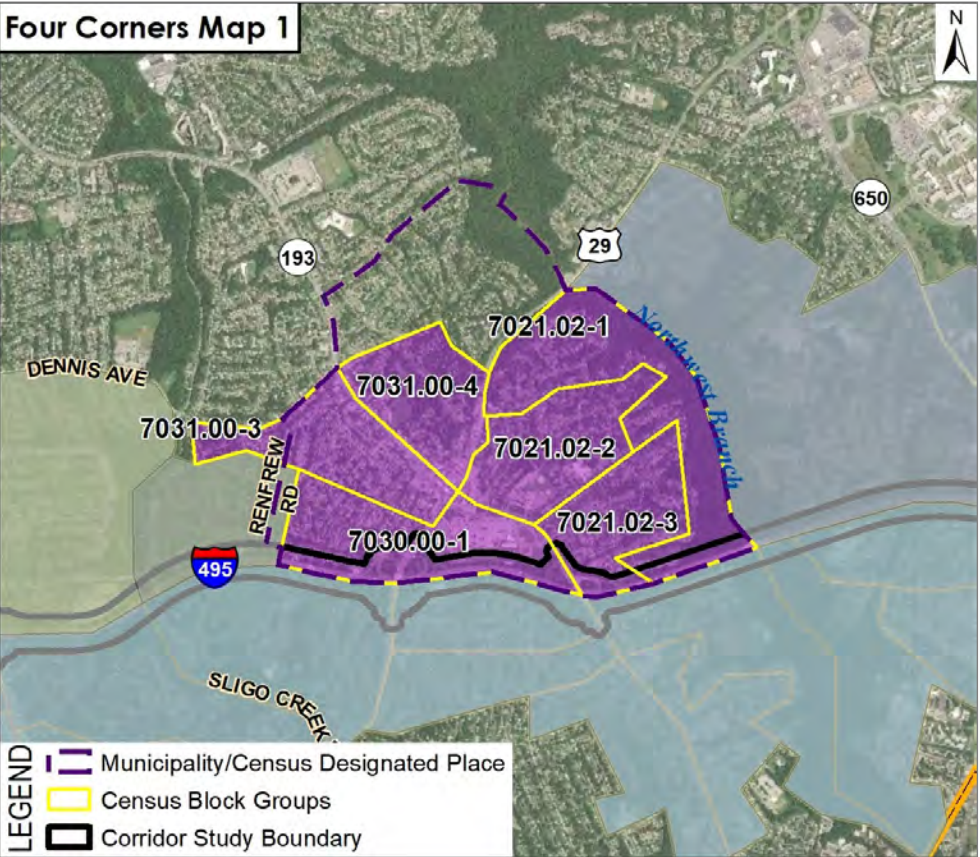 Four Corners Map 1
N
650
29
193
7021.02-1
Northwest Branch
DENNIS AVE
7031.00-4
7031.00-3
7021.02-2
RENFREW RD
7021.02-3
7030.00-1
495
SLIGO CREEK
LEGEND
Municipality/Census Designated Place
Census Block Groups
Corridor Study Boundary